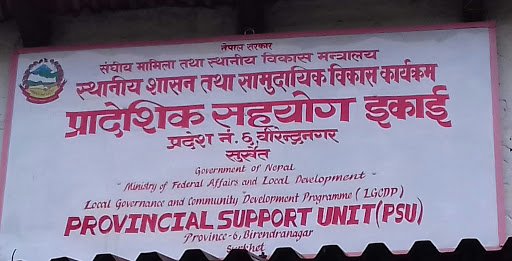 नेपाल सरकार
संघीय मामिला तथा स्थानीय विकास मन्त्रालय
स्थानीय शासन तथा सामुदायिक विकास कार्यक्रम
प्रादेशिक सहयोग इकाई
प्रदेश नं. ६, वीरेन्द्रनगर
सुर्खेत
Government of Nepal
Ministry of Federal Affairs and Local Development
Local Governance and Community Development Programme (LGCDP)
PROVINCIAL SUPPORT UNIT (PSU)
Province-6, Birendranagar
Surkhet